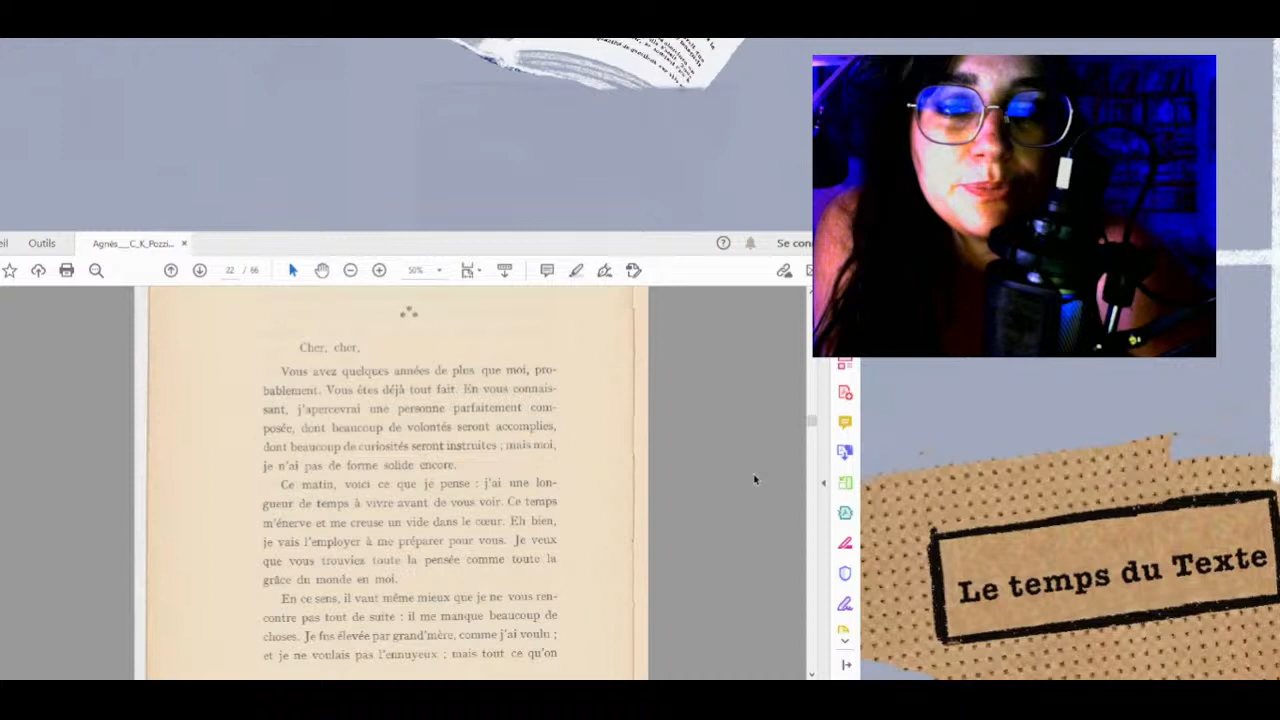 Outils
Agnès__C_K_Pozzi...
Se con
22 / 66
50%
Cher, cher,
Vous avez quelques années de plus que moi, pro-
bablement. Vous êtes déjà tout fait. En vous connais-
sant, j'apercevrai une personne parfaitement com-
posée, dont beaucoup de volontés seront accomplies,
dont beaucoup de curiosités seront instruites ; mais moi,
je n'ai pas de forme solide encore.
Ce matin, voici ce que je pense : j'ai une lon-
gueur de temps à vivre avant de vous voir. Ce temps
m'énerve et me creuse un vide dans le cœur. Eh bien,
je vais l'employer à me préparer pour vous. Je veux
que vous trouviez toute la pensée comme toute la
grâce du monde en moi.
En ce sens, il vaut même mieux que je ne vous ren-
contre pas tout de suite : il me manque beaucoup de
choses. Je fus élevée par grand'mère, comme j'ai voulu ;
et je ne voulais pas l'ennuyeux ; mais tout ce qu'on
Le temps du Texte